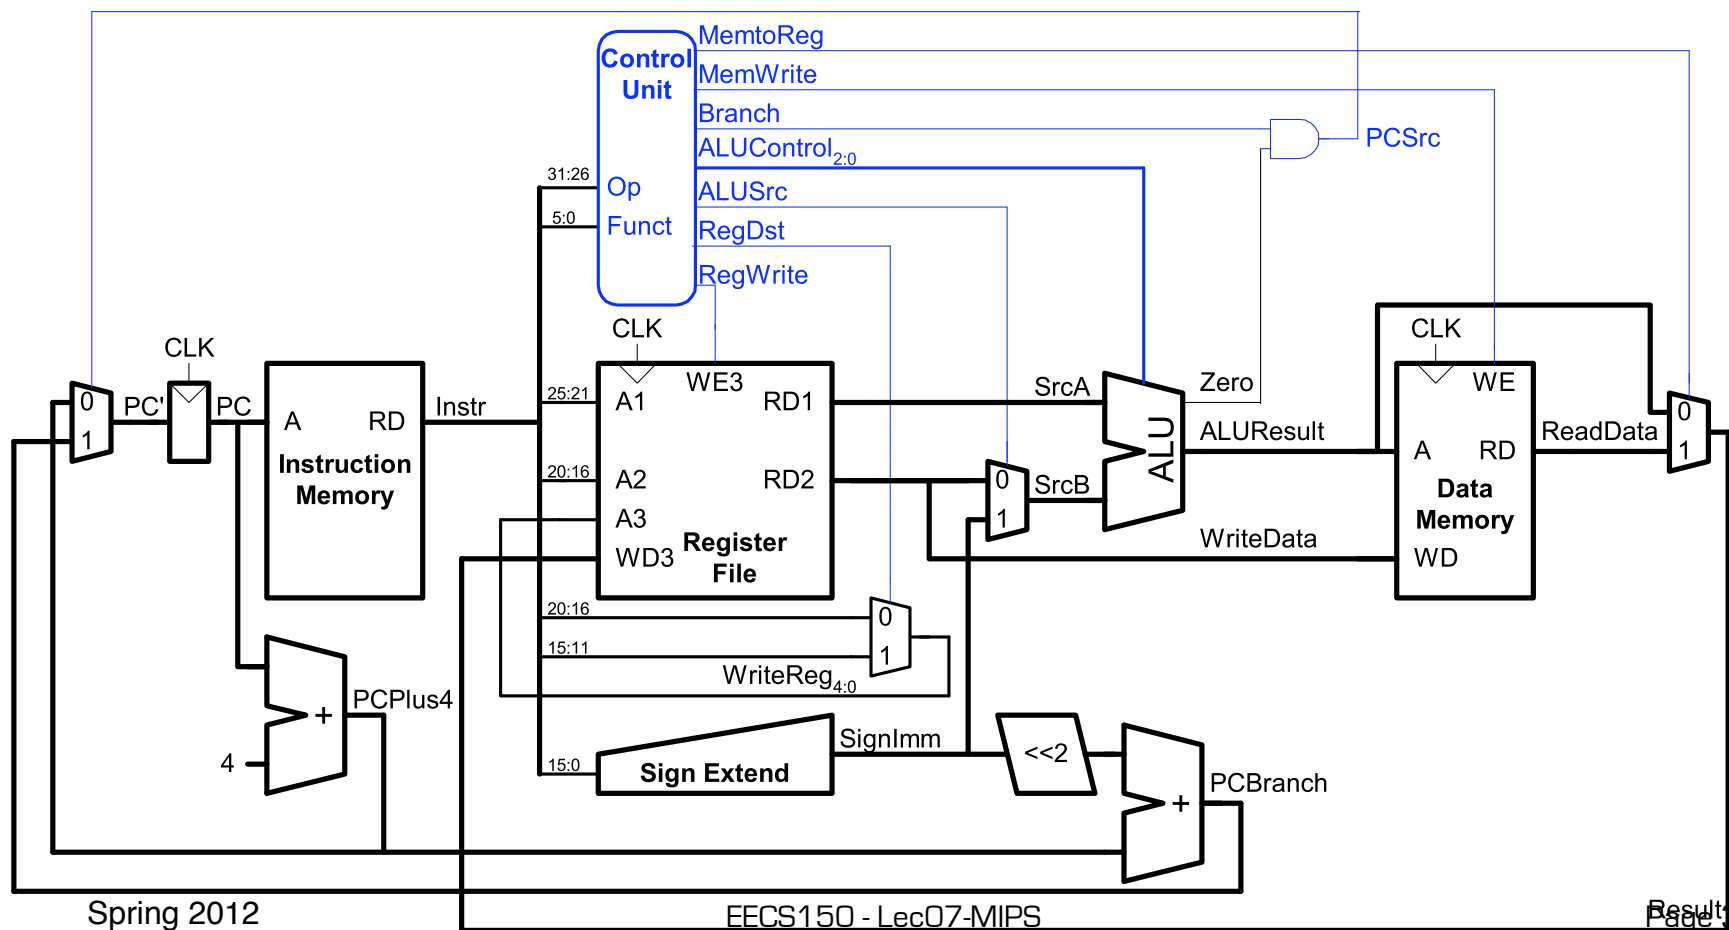 MemtoReg
Control
Unit
MemWrite
Branch
PCSrc
ALUControl2:0
31:26
Op
ALUSrc
5:0
Funct
RegDst
RegWrite
CLK
CLK
CLK
WE3
Zero
WE
0
PC'
PC
A
RD
Instr
25:21
A1
RD1
SrcA
0
1
Instruction
Memory
ALU
ALUResult
A
RD
ReadData
1
20:16
A2
RD2
0
SrcB
Data
Memory
A3
1
Register
File
WD3
WriteData
WD
20:16
0
15:11
1
WriteReg4:0
PCPlus4
+
4
15:0
Sign Extend
SignImm
<<2
PCBranch
+
Spring 2012
EECS150 - Lec07-MIPS
Result
Page